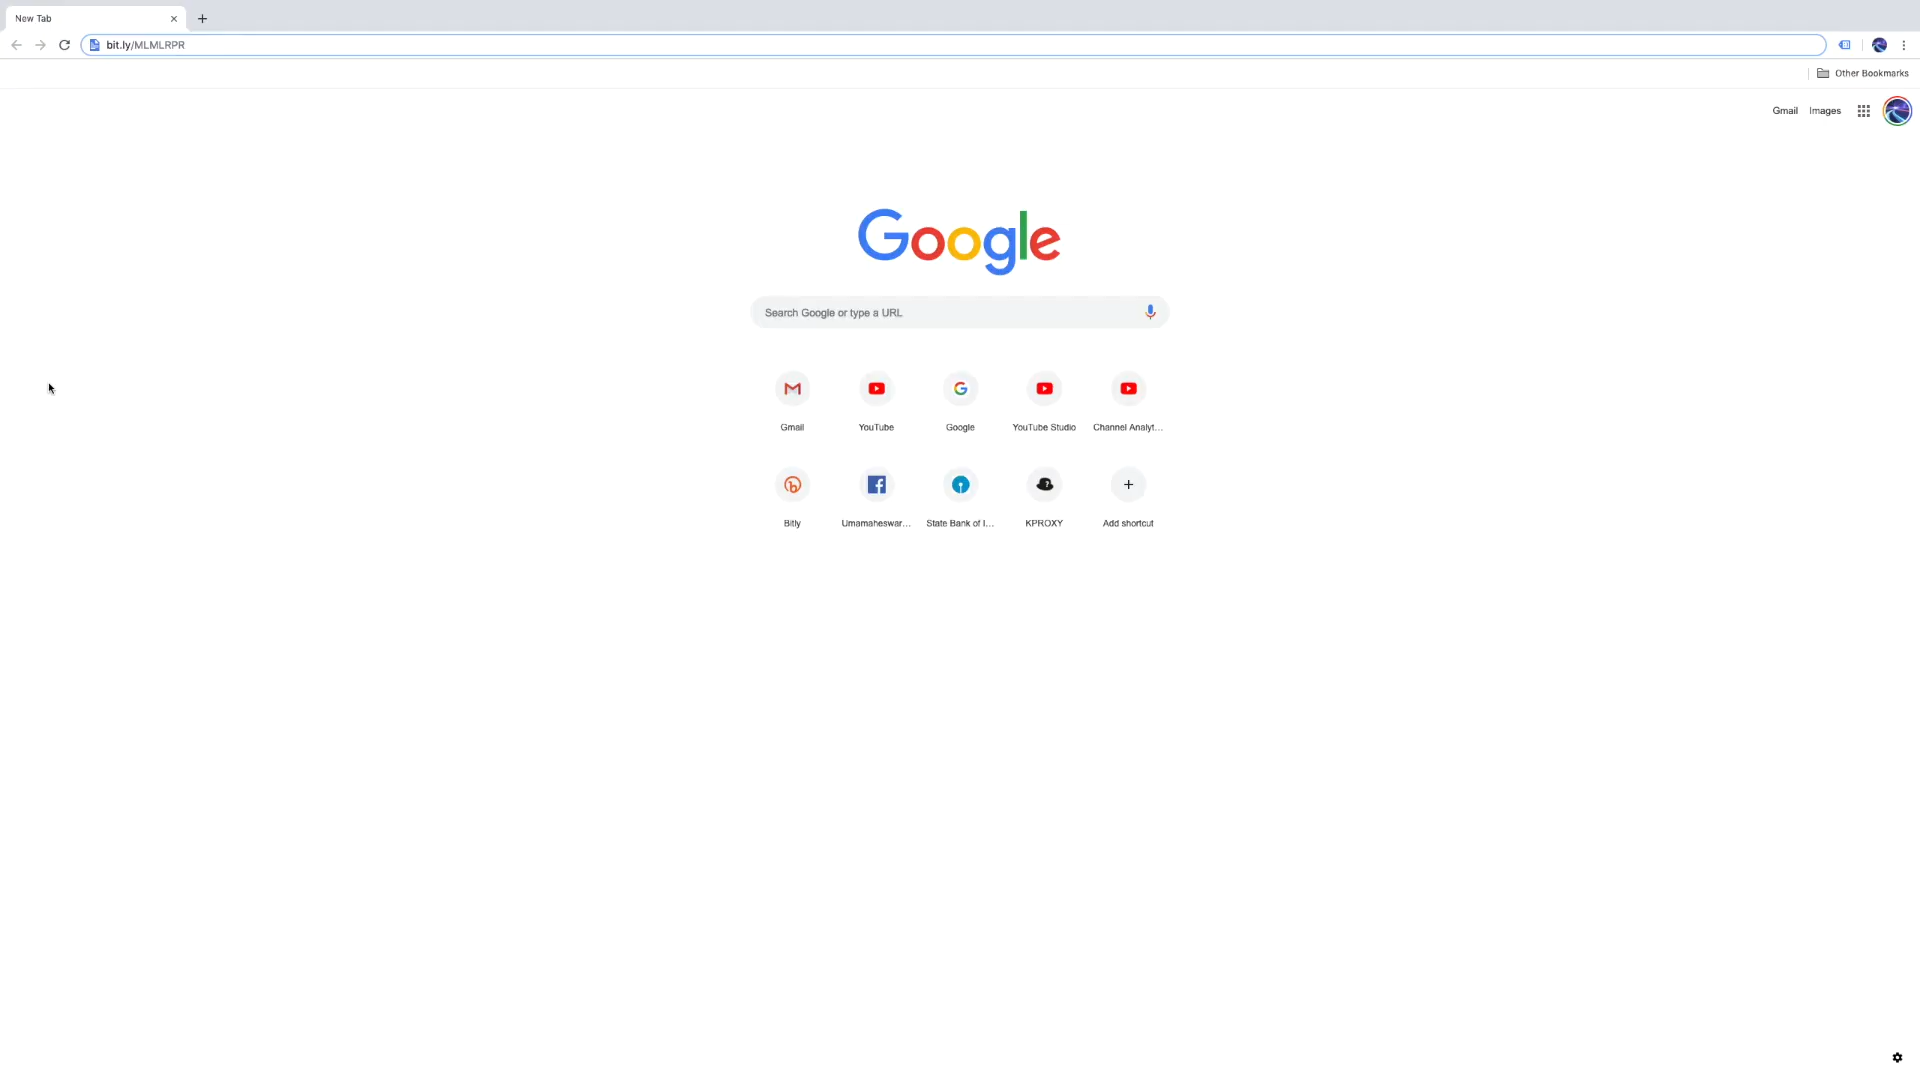 New Tab
bit.ly/MLMLRPR
Other Bookmarks
Gmail Images
Google
Search Google or type a URL
Gmail YouTube Google YouTube Studio Channel Analyt...
Bitly Umamaheswar... State Bank of I... KPROXY Add shortcut